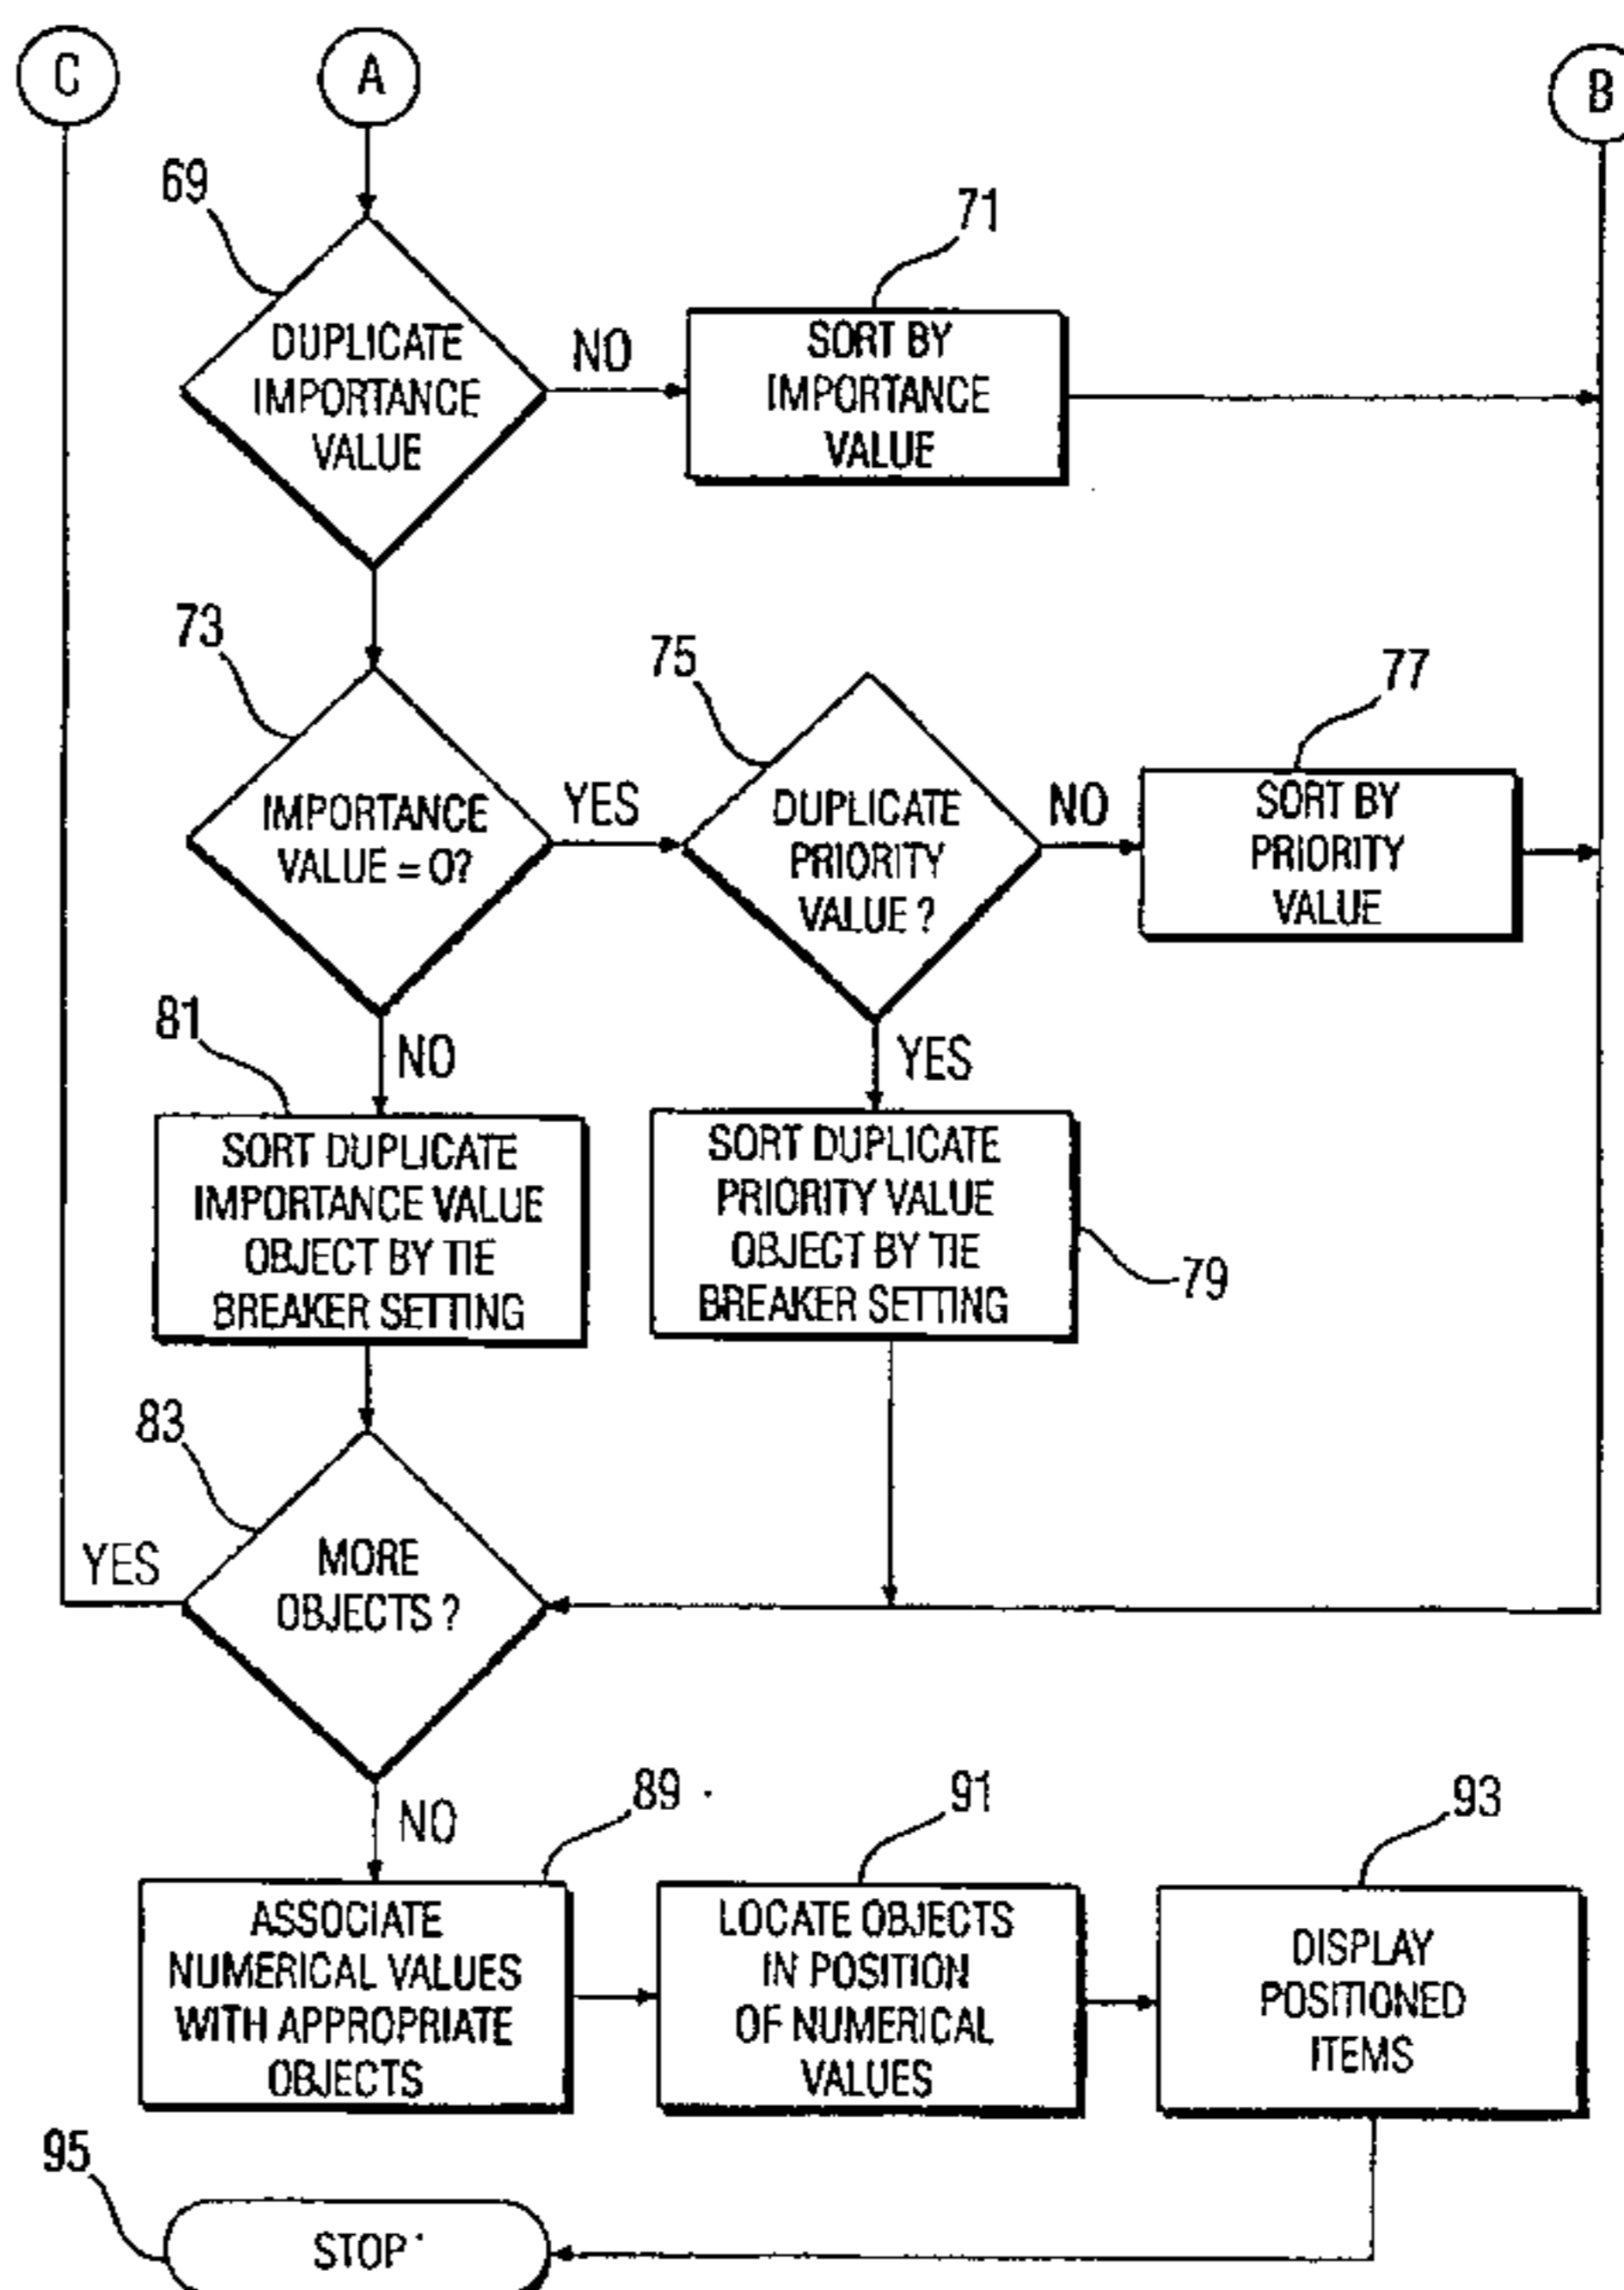 C
A
B
69
71
DUPLICATE
IMPORTANCE
VALUE
NO
SORT BY
IMPORTANCE
VALUE
73
75
77
IMPORTANCE
VALUE = 0?
YES
DUPLICATE
PRIORITY
VALUE ?
NO
SORT BY
PRIORITY
VALUE
81
NO
YES
SORT DUPLICATE
IMPORTANCE VALUE
OBJECT BY TIE
BREAKER SETTING
SORT DUPLICATE
PRIORITY VALUE
OBJECT BY TIE
BREAKER SETTING
79
83
YES
MORE
OBJECTS ?
NO
89
91
93
ASSOCIATE
NUMERICAL VALUES
WITH APPROPRIATE
OBJECTS
LOCATE OBJECTS
IN POSITION
OF NUMERICAL
VALUES
DISPLAY
POSITIONED
ITEMS
95
STOP